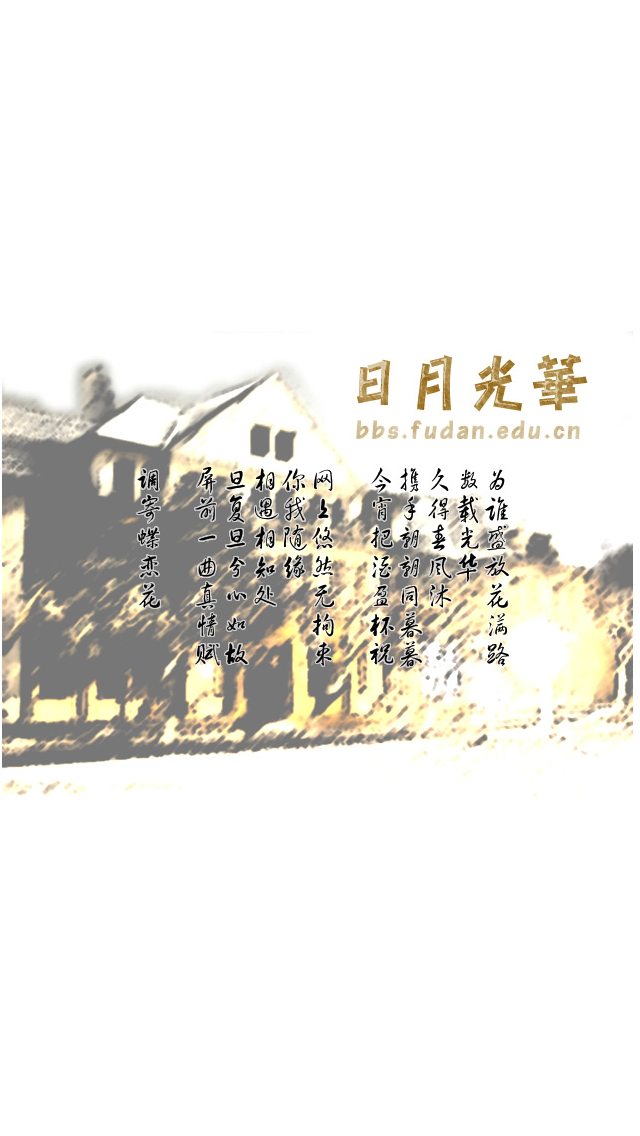 日月光華
bbs.fudan.edu.cn
为谁盛放花满路
数载光华
久得春风沐
携手朝朝同暮暮
今宵把酒盈杯祝
网上悠然无拘束
你我随缘
相遇相知处
旦复旦兮心如故
屏前一曲真情赋
调寄蝶恋花